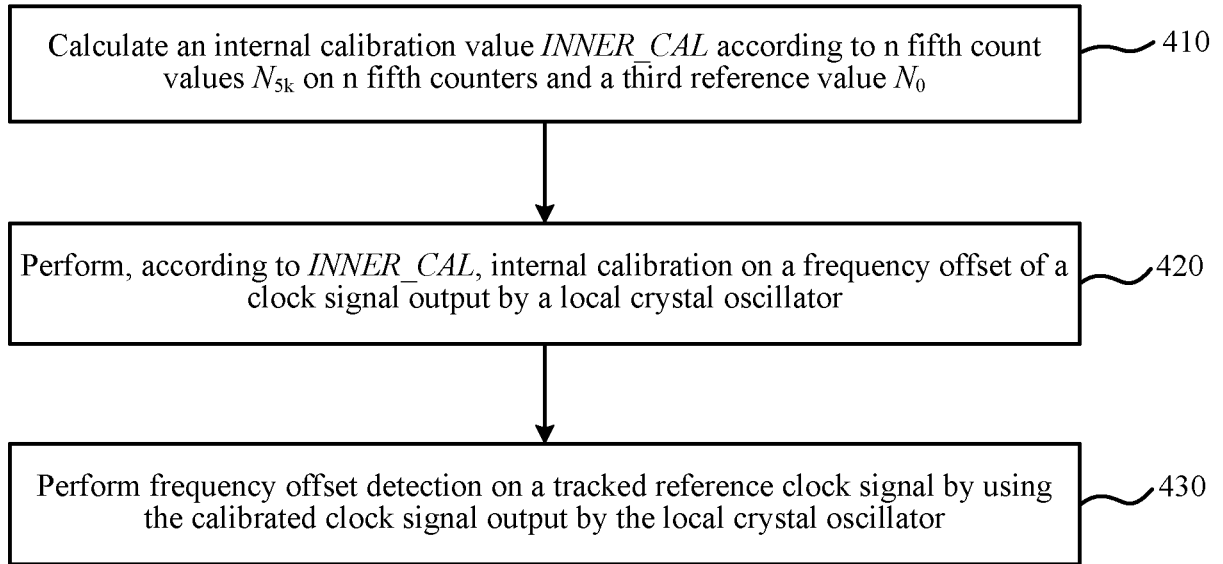 Calculate an internal calibration value INNER_CAL according to n fifth count
values N5k on n fifth counters and a third reference value N0
410
Perform, according to INNER_CAL, internal calibration on a frequency offset of a
clock signal output by a local crystal oscillator
420
Perform frequency offset detection on a tracked reference clock signal by using
the calibrated clock signal output by the local crystal oscillator
430